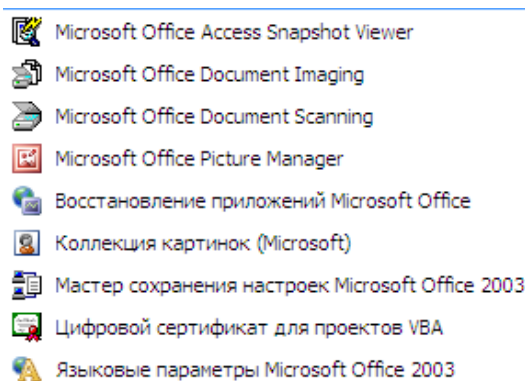 Microsoft Office Access Snapshot Viewer
Microsoft Office Document Imaging
Microsoft Office Document Scanning
Microsoft Office Picture Manager
Восстановление приложений Microsoft Office
Коллекция картинок (Microsoft)
Мастер сохранения настроек Microsoft Office 2003
Цифровой сертификат для проектов VBA
Языковые параметры Microsoft Office 2003